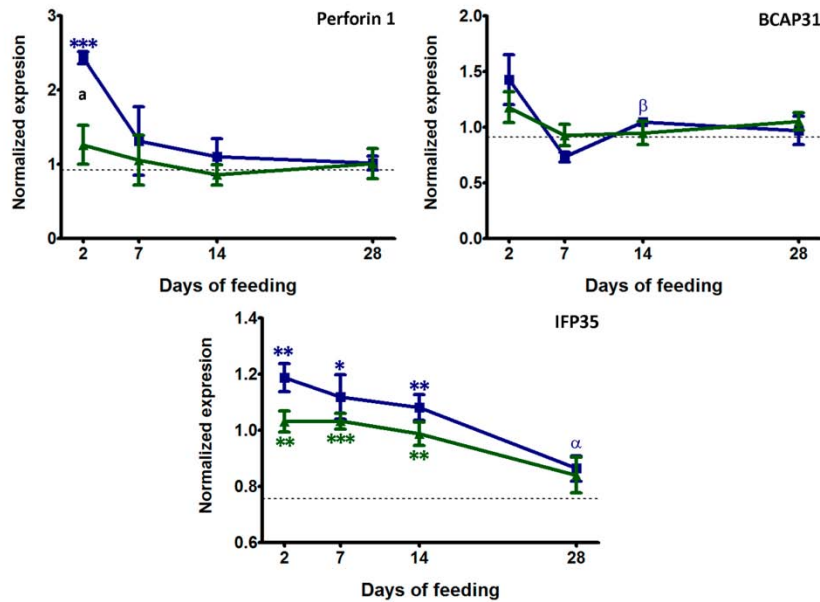 Perforin 1
Normalized expresion
3
2
1
0
***
a
2 7 14 28
Days of feeding
BCAP31
Normalized expresion
2.0
1.5
1.0
0.5
0.0
β
2 7 14 28
Days of feeding
IFP35
Normalized expresion
1.4
1.2
1.0
0.8
0.6
** * **
** *** **
α
2 7 14 28
Days of feeding